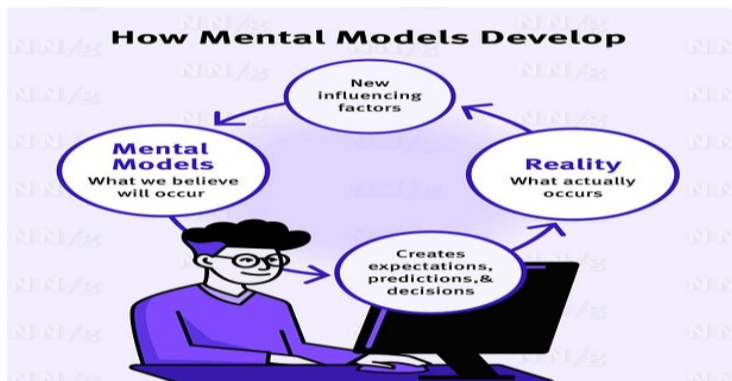 How Mental Models Develop
New
influencing
factors
Mental
Models
What we believe
will occur
Reality
What actually
occurs
Creates
expectations,
predictions,&
decisions
NN/g